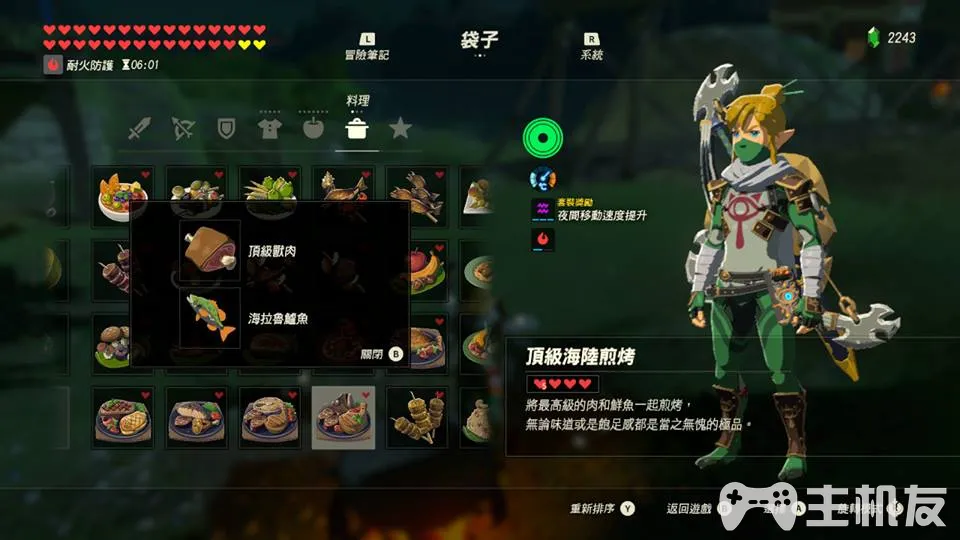 L
冒險筆記
袋子
R
系統
2243
耐火防護 06:01
料理
套裝獎勵
夜間移動速度提升
頂級獸肉
海拉魯鱸魚
關閉 B
頂級海陸煎烤
將最高級的肉和鮮魚一起煎烤，
無論味道或是飽足感都是當之無愧的極品。
重新排序 Y
返回遊戲
選擇 A
主机友